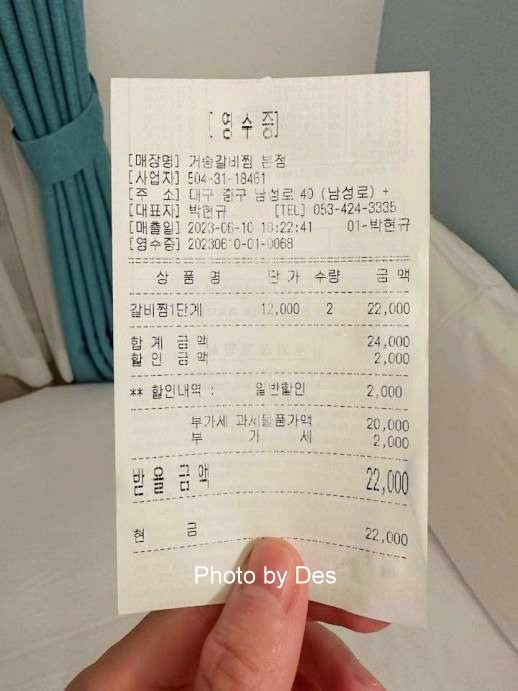 [영수증]
[매장명] 거송갈비찜 본점
[사업자] 504-31-18461
[주 소] 대구 중구 남성로 40 (남성로) +
[대표자] 박현규 [TEL] 053-424-3335
[매출일] 2023-06-10 18:22:41 01-박현규
[영수증] 20230610-01-0068
상 품 명 단 가 수량 금 액
갈비찜1단계 12,000 2 22,000
합 계 금 액 24,000
할 인 금 액 2,000
** 할인내역 : 일반할인 2,000
부가세 과세물품가액 20,000
부 가 세 2,000
받을 금액 22,000
현 금 22,000
Photo by Des